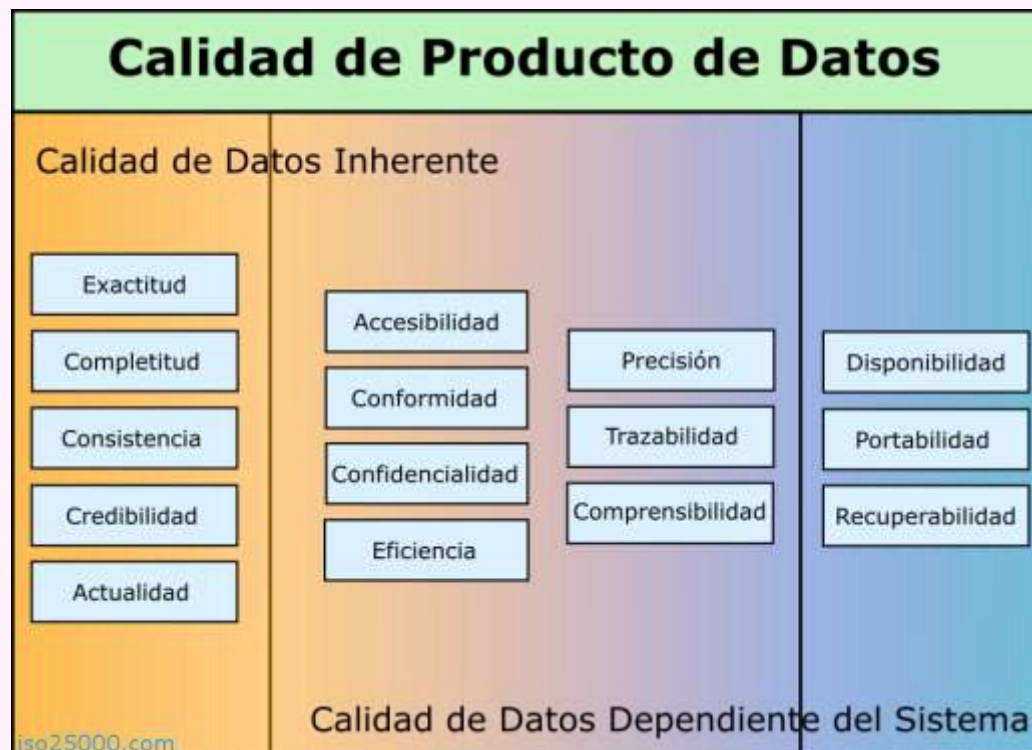 Calidad de Producto de Datos
Calidad de Datos Inherente
Exactitud
Completitud
Consistencia
Credibilidad
Actualidad
Accesibilidad
Conformidad
Confidencialidad
Eficiencia
Precisión
Trazabilidad
Comprensibilidad
Disponibilidad
Portabilidad
Recuperabilidad
Calidad de Datos Dependiente del Sistema
iso25000.com